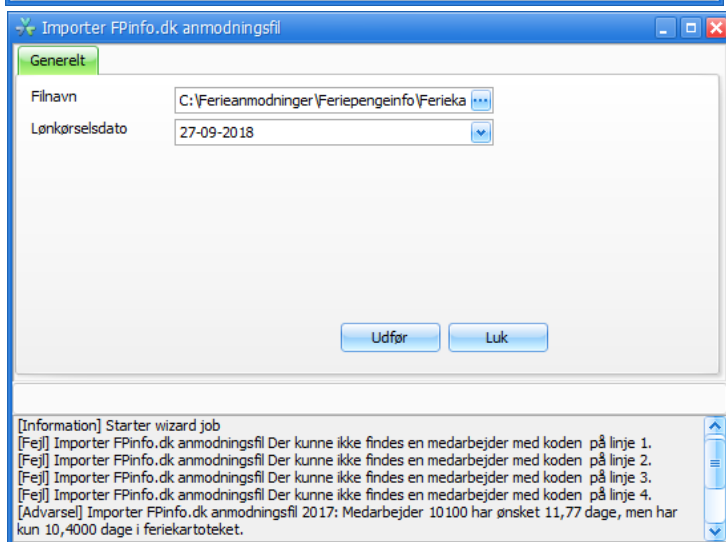 Importer FPinfo.dk anmodningsfil
Generelt
Filnavn C:\Ferieanmodninger\Feriepengeinfo\Ferieka ...
Lønkørselsdato 27-09-2018
Udfør Luk
[Information] Starter wizard job
[Fejl] Importer FPinfo.dk anmodningsfil Der kunne ikke findes en medarbejder med koden  på linje 1.
[Fejl] Importer FPinfo.dk anmodningsfil Der kunne ikke findes en medarbejder med koden  på linje 2.
[Fejl] Importer FPinfo.dk anmodningsfil Der kunne ikke findes en medarbejder med koden  på linje 3.
[Fejl] Importer FPinfo.dk anmodningsfil Der kunne ikke findes en medarbejder med koden  på linje 4.
[Advarsel] Importer FPinfo.dk anmodningsfil 2017: Medarbejder 10100 har ønsket 11,77 dage, men har
kun 10,4000 dage i feriekartoteket.